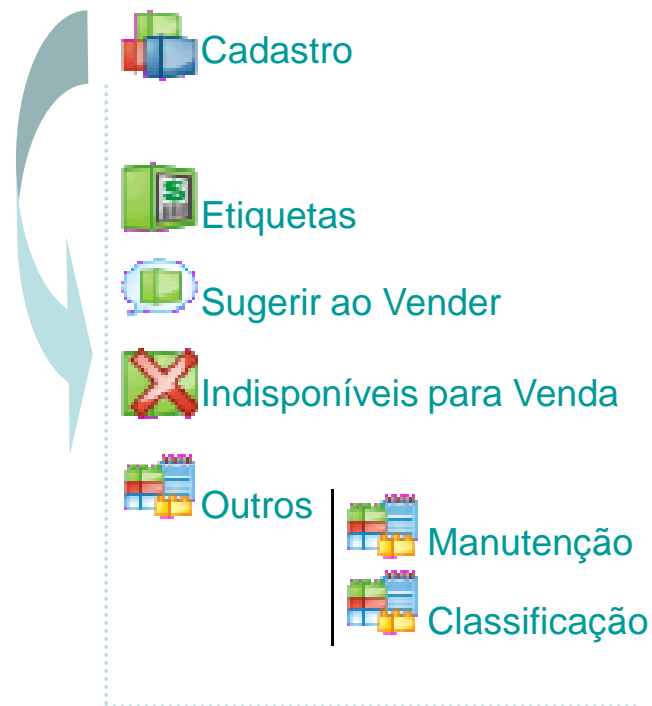 Cadastro
Etiquetas
Sugerir ao Vender
Indisponíveis para Venda
Outros
Manutenção
Classificação